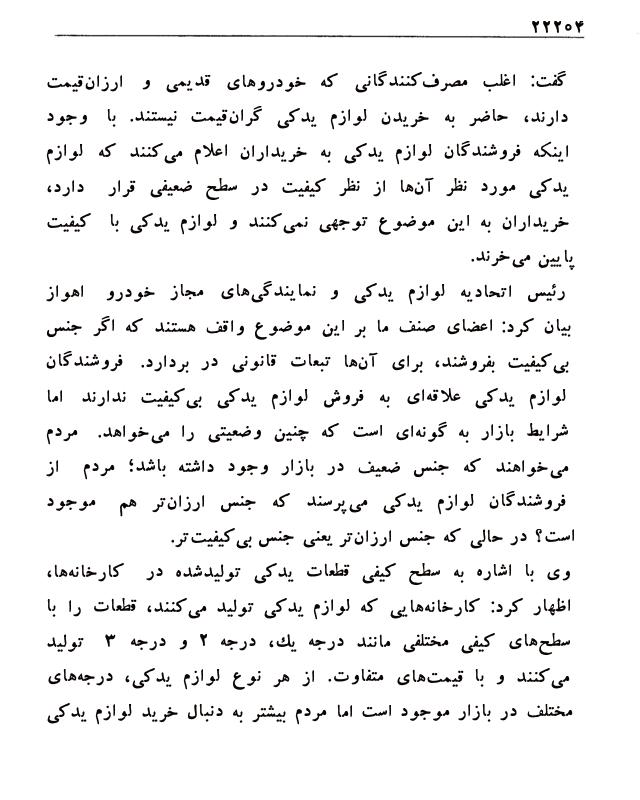 ۲۲۲۰۴
گفت: اغلب مصرف‌کنندگانی که خودروهای قدیمی و ارزان‌قیمت
دارند، حاضر به خریدن لوازم یدکی گران‌قیمت نیستند. با وجود
اینکه فروشندگان لوازم یدکی به خریداران اعلام می‌کنند که لوازم
یدکی مورد نظر آن‌ها از نظر کیفیت در سطح ضعیفی قرار دارد،
خریداران به این موضوع توجهی نمی‌کنند و لوازم یدکی با کیفیت
پایین می‌خرند.
رئیس اتحادیه لوازم یدکی و نمایندگی‌های مجاز خودرو اهواز
بیان کرد: اعضای صنف ما بر این موضوع واقف هستند که اگر جنس
بی‌کیفیت بفروشند، برای آن‌ها تبعات قانونی در بردارد. فروشندگان
لوازم یدکی علاقه‌ای به فروش لوازم یدکی بی‌کیفیت ندارند اما
شرایط بازار به گونه‌ای است که چنین وضعیتی را می‌خواهد. مردم
می‌خواهند که جنس ضعیف در بازار وجود داشته باشد؛ مردم از
فروشندگان لوازم یدکی می‌پرسند که جنس ارزان‌تر هم موجود
است؟ در حالی که جنس ارزان‌تر یعنی جنس بی‌کیفیت‌تر.
وی با اشاره به سطح کیفی قطعات یدکی تولیدشده در کارخانه‌ها،
اظهار کرد: کارخانه‌هایی که لوازم یدکی تولید می‌کنند، قطعات را با
سطح‌های کیفی مختلفی مانند درجه یك، درجه ۲ و درجه ۳ تولید
می‌کنند و با قیمت‌های متفاوت. از هر نوع لوازم یدکی، درجه‌های
مختلف در بازار موجود است اما مردم بیشتر به دنبال خرید لوازم یدکی